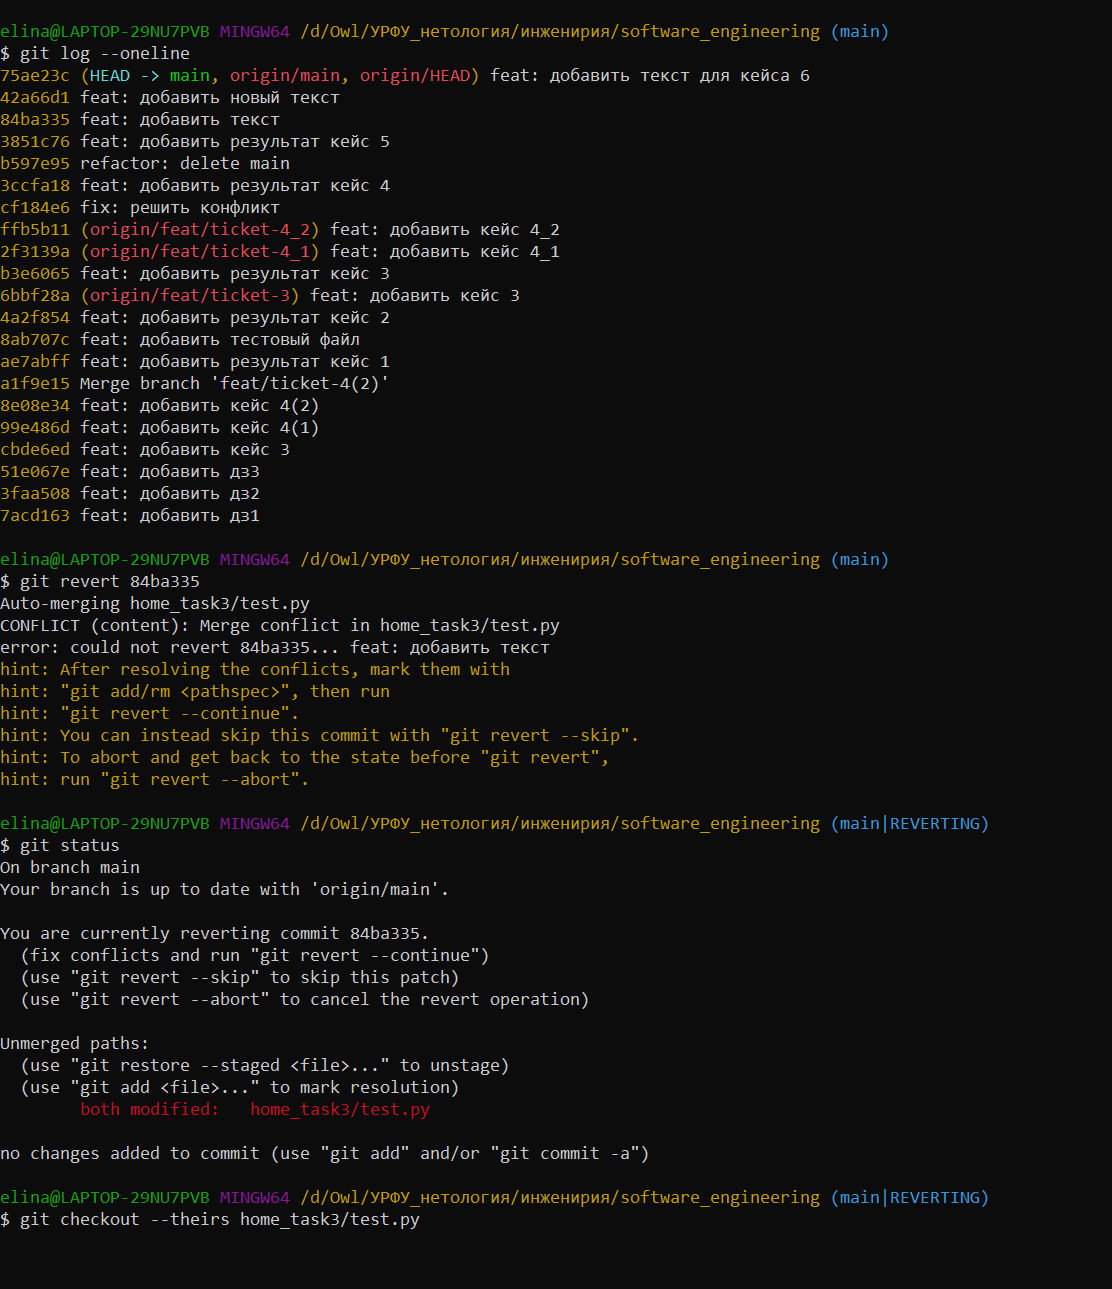 elina@LAPTOP-29NU7PVB MINGW64 /d/Owl/УРФУ_нетология/инженирия/software_engineering (main)
$ git log --oneline
75ae23c (HEAD -> main, origin/main, origin/HEAD) feat: добавить текст для кейса 6
42a66d1 feat: добавить новый текст
84ba335 feat: добавить текст
3851c76 feat: добавить результат кейс 5
b597e95 refactor: delete main
3ccfa18 feat: добавить результат кейс 4
cf184e6 fix: решить конфликт
ffb5b11 (origin/feat/ticket-4_2) feat: добавить кейс 4_2
2f3139a (origin/feat/ticket-4_1) feat: добавить кейс 4_1
b3e6065 feat: добавить результат кейс 3
6bbf28a (origin/feat/ticket-3) feat: добавить кейс 3
4a2f854 feat: добавить результат кейс 2
8ab707c feat: добавить тестовый файл
ae7abff feat: добавить результат кейс 1
a1f9e15 Merge branch 'feat/ticket-4(2)'
8e08e34 feat: добавить кейс 4(2)
99e486d feat: добавить кейс 4(1)
cbde6ed feat: добавить кейс 3
51e067e feat: добавить дз3
3faa508 feat: добавить дз2
7acd163 feat: добавить дз1
elina@LAPTOP-29NU7PVB MINGW64 /d/Owl/УРФУ_нетология/инженирия/software_engineering (main)
$ git revert 84ba335
Auto-merging home_task3/test.py
CONFLICT (content): Merge conflict in home_task3/test.py
error: could not revert 84ba335... feat: добавить текст
hint: After resolving the conflicts, mark them with
hint: "git add/rm <pathspec>", then run
hint: "git revert --continue".
hint: You can instead skip this commit with "git revert --skip".
hint: To abort and get back to the state before "git revert",
hint: run "git revert --abort".
elina@LAPTOP-29NU7PVB MINGW64 /d/Owl/УРФУ_нетология/инженирия/software_engineering (main|REVERTING)
$ git status
On branch main
Your branch is up to date with 'origin/main'.
You are currently reverting commit 84ba335.
(fix conflicts and run "git revert --continue")
(use "git revert --skip" to skip this patch)
(use "git revert --abort" to cancel the revert operation)
Unmerged paths:
(use "git restore --staged <file>..." to unstage)
(use "git add <file>..." to mark resolution)
both modified:   home_task3/test.py
no changes added to commit (use "git add" and/or "git commit -a")
elina@LAPTOP-29NU7PVB MINGW64 /d/Owl/УРФУ_нетология/инженирия/software_engineering (main|REVERTING)
$ git checkout --theirs home_task3/test.py